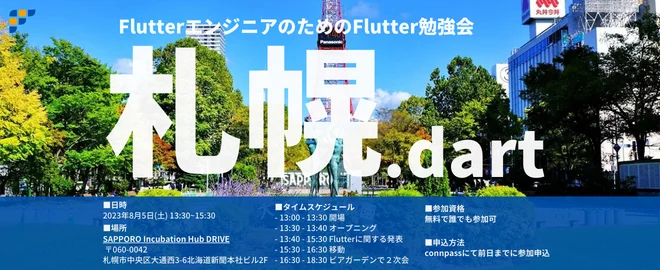 FlutterエンジニアのためのFlutter勉強会
丸井今井
Panasonic
札幌.dart
SAPPORO
■日時
2023年8月5日(土) 13:30~15:30
■場所
SAPPORO Incubation Hub DRIVE
〒060-0042
札幌市中央区大通西3-6北海道新聞本社ビル2F
■タイムスケジュール
- 13:00 - 13:30 開場
- 13:30 - 13:40 オープニング
- 13:40 - 15:30 Flutterに関する発表
- 15:30 - 16:30 移動
- 16:30 - 18:30 ビアガーデンで２次会
■参加資格
無料で誰でも参加可
■申込方法
connpassにて前日までに参加申込